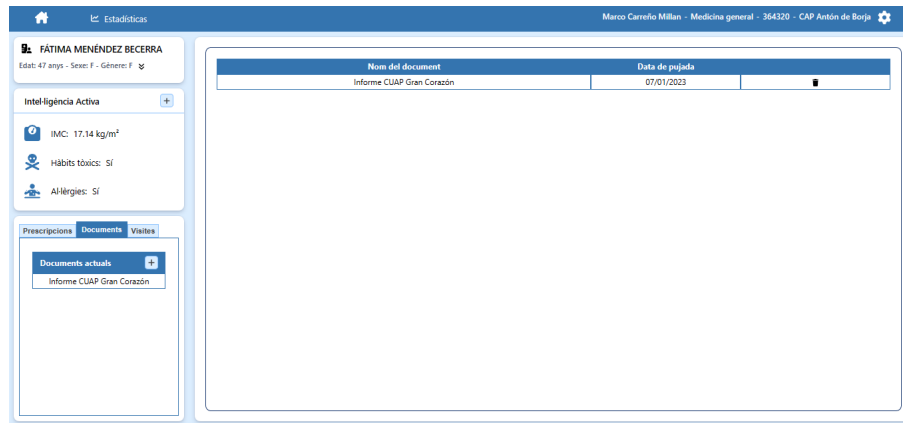 Estadísticas
Marco Carreño Millan - Medicina general - 364320 - CAP Antón de Borja
FÁTIMA MENÉNDEZ BECERRA
Edat: 47 anys - Sexe: F - Gènere: F
Intel·ligència Activa
+
IMC: 17.14 kg/m²
Hàbits tòxics: Sí
Al·lèrgies: Sí
Prescripcions Documents Visites
Documents actuals +
Informe CUAP Gran Corazón
Nom del document Data de pujada
Informe CUAP Gran Corazón 07/01/2023